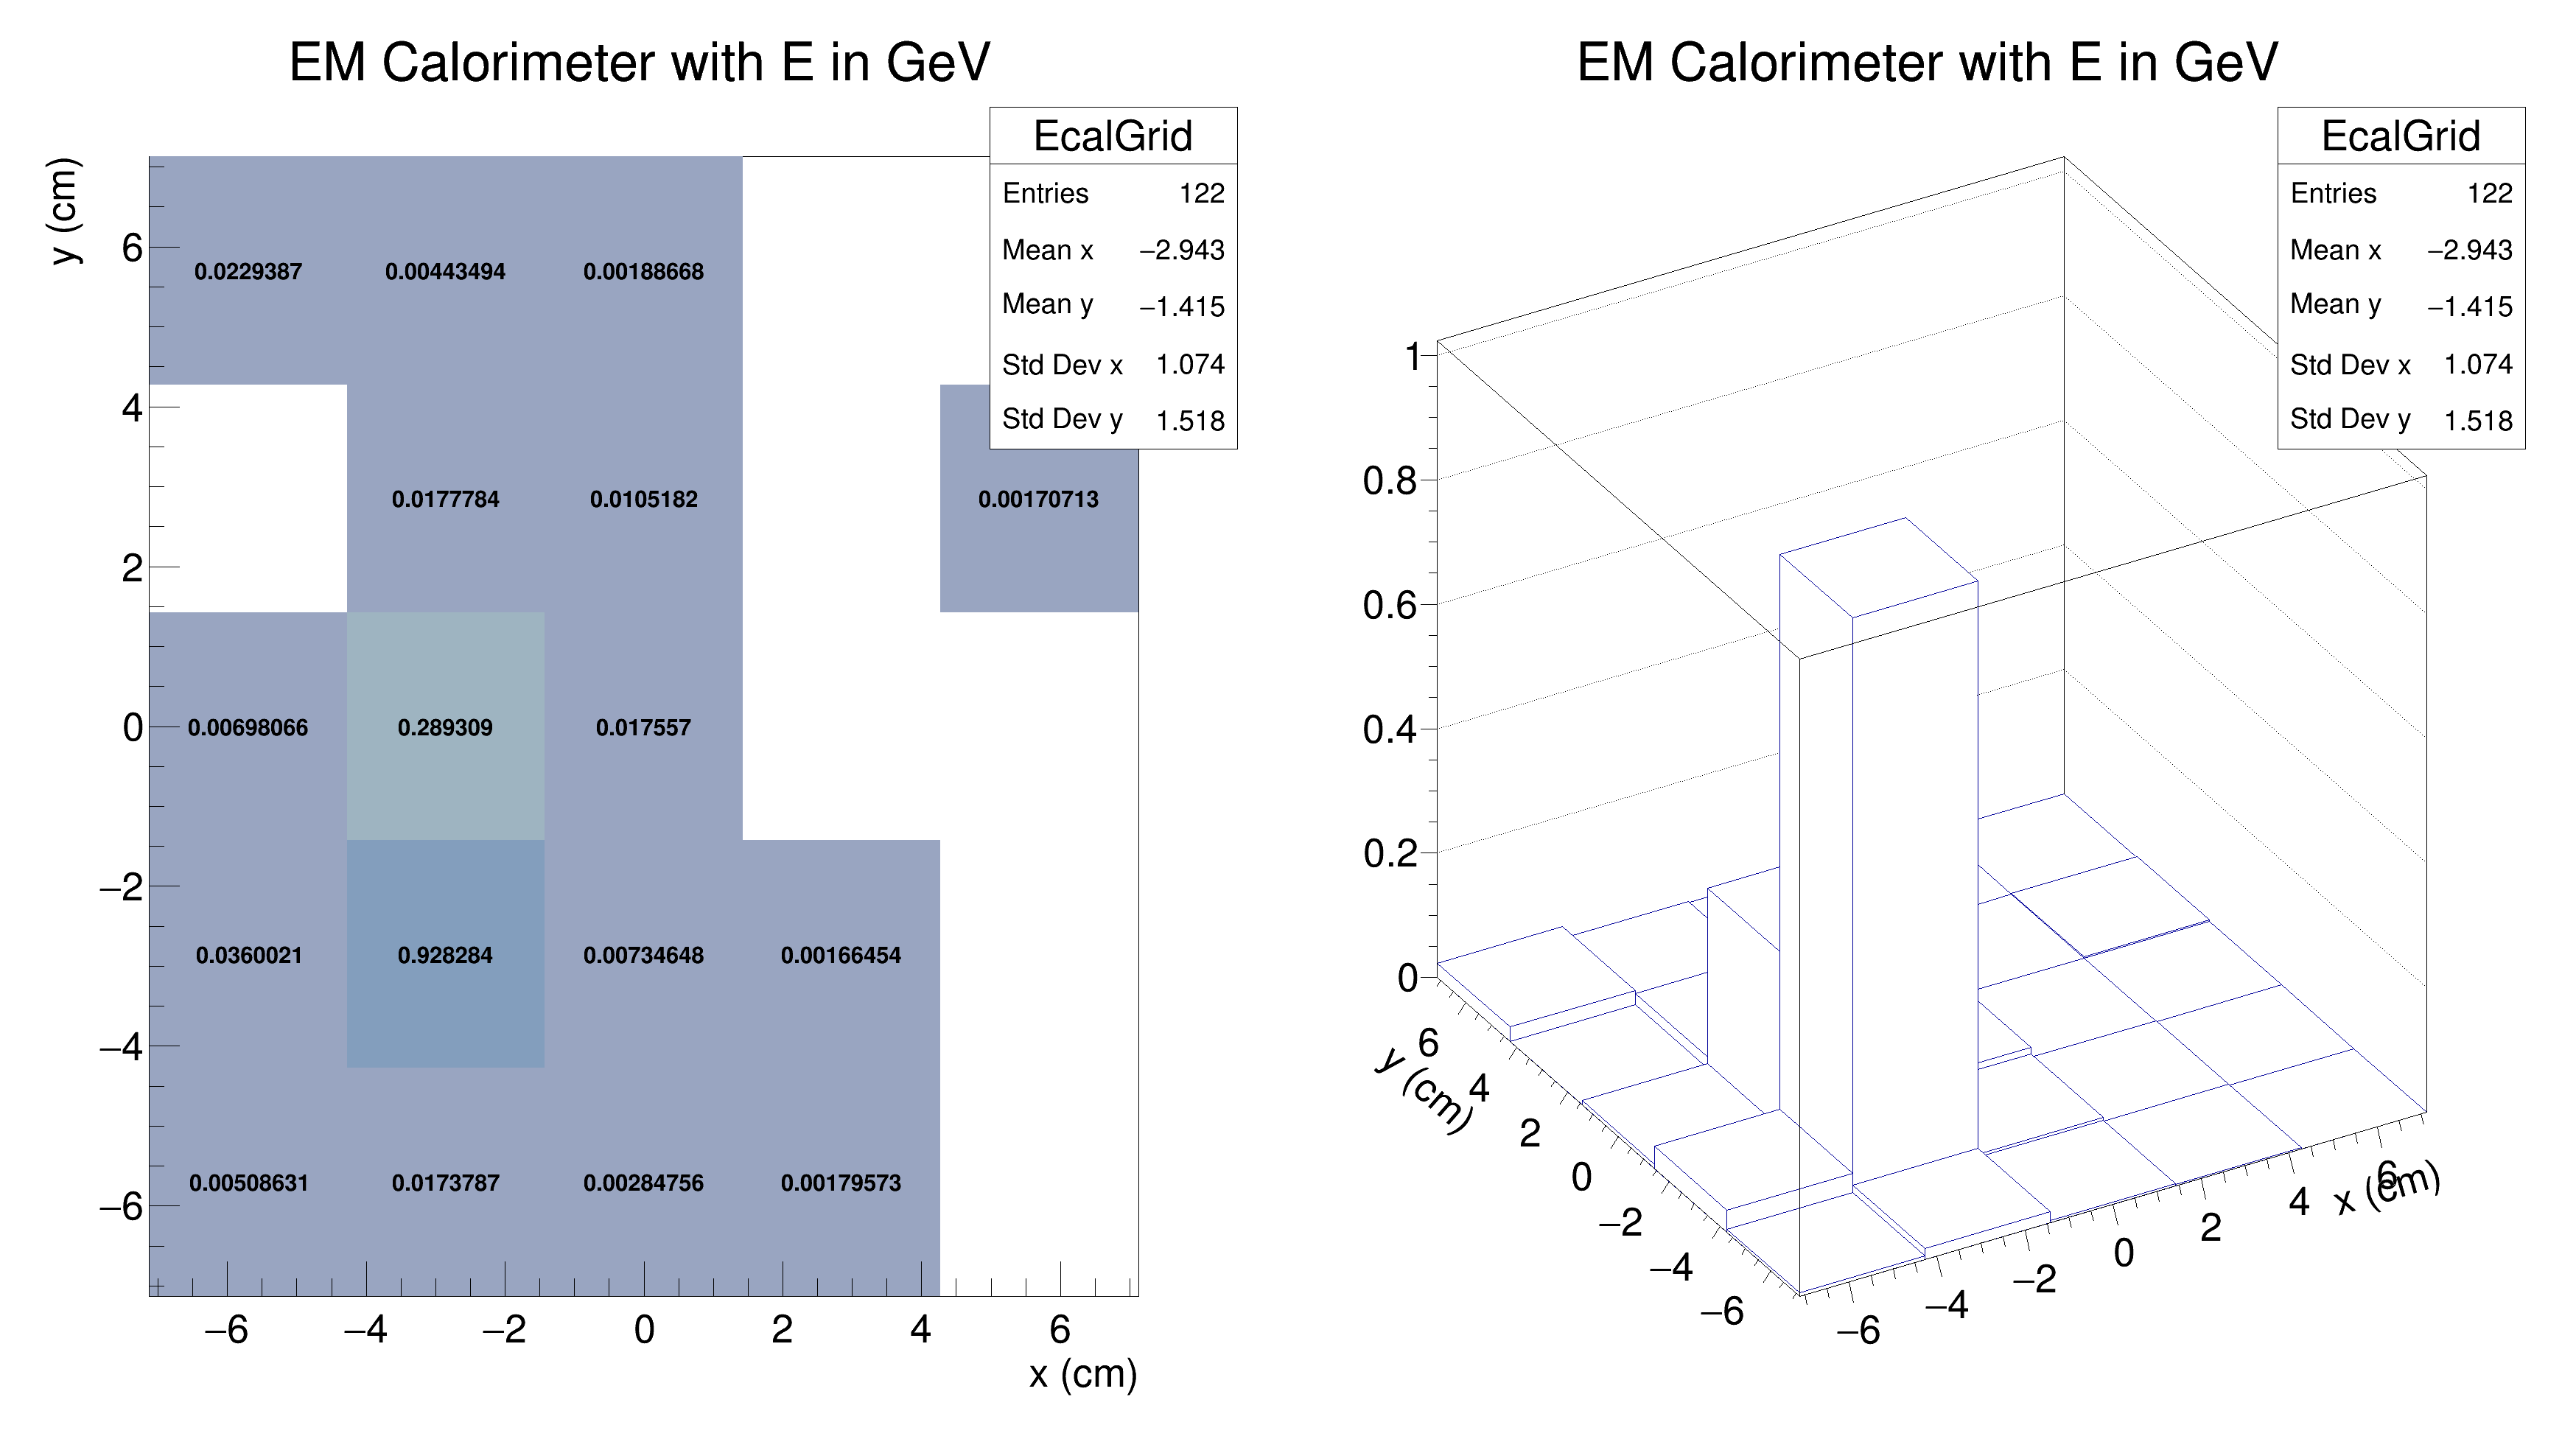 EM Calorimeter with E in GeV
EcalGrid
Entries 122
Mean x −2.943
Mean y −1.415
Std Dev x 1.074
Std Dev y 1.518
y (cm)
6
4
2
0
−2
−4
−6
0.0229387 0.00443494 0.00188668
0.0177784 0.0105182 0.00170713
0.00698066 0.289309 0.017557
0.0360021 0.928284 0.00734648 0.00166454
0.00508631 0.0173787 0.00284756 0.00179573
−6 −4 −2 0 2 4 6
x (cm)
EM Calorimeter with E in GeV
EcalGrid
Entries 122
Mean x −2.943
Mean y −1.415
Std Dev x 1.074
Std Dev y 1.518
1
0.8
0.6
0.4
0.2
0
6
4
2
0
−2
−4
−6
y (cm)
−6
−4
−2
0
2
4
6
x (cm)